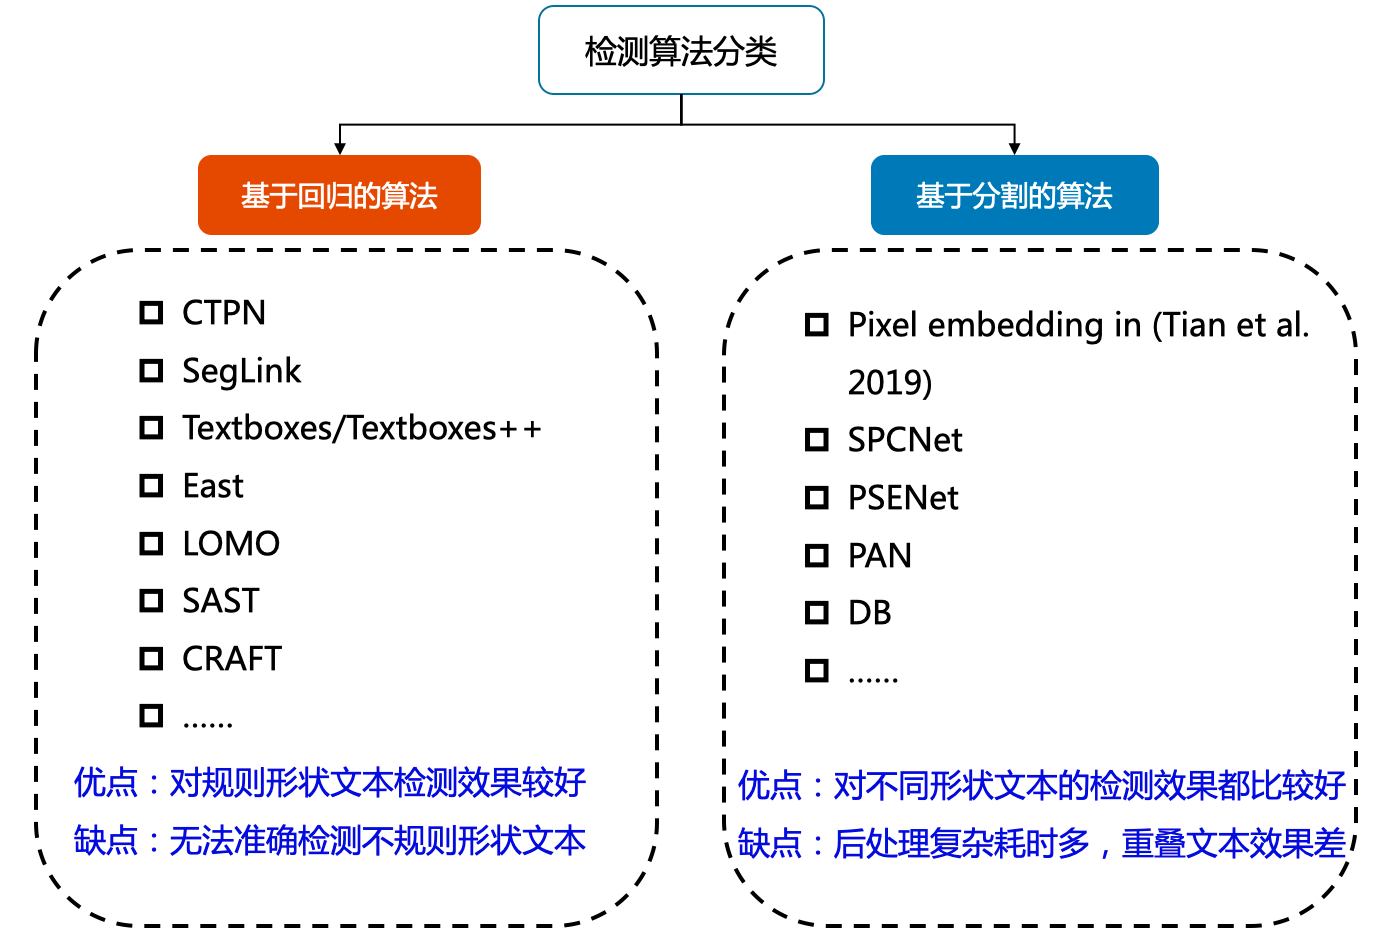 检测算法分类
基于回归的算法
CTPN
SegLink
Textboxes/Textboxes++
East
LOMO
SAST
CRAFT
......
优点：对规则形状文本检测效果较好
缺点：无法准确检测不规则形状文本
基于分割的算法
Pixel embedding in (Tian et al.
2019)
SPCNet
PSENet
PAN
DB
......
优点：对不同形状文本的检测效果都比较好
缺点：后处理复杂耗时多，重叠文本效果差